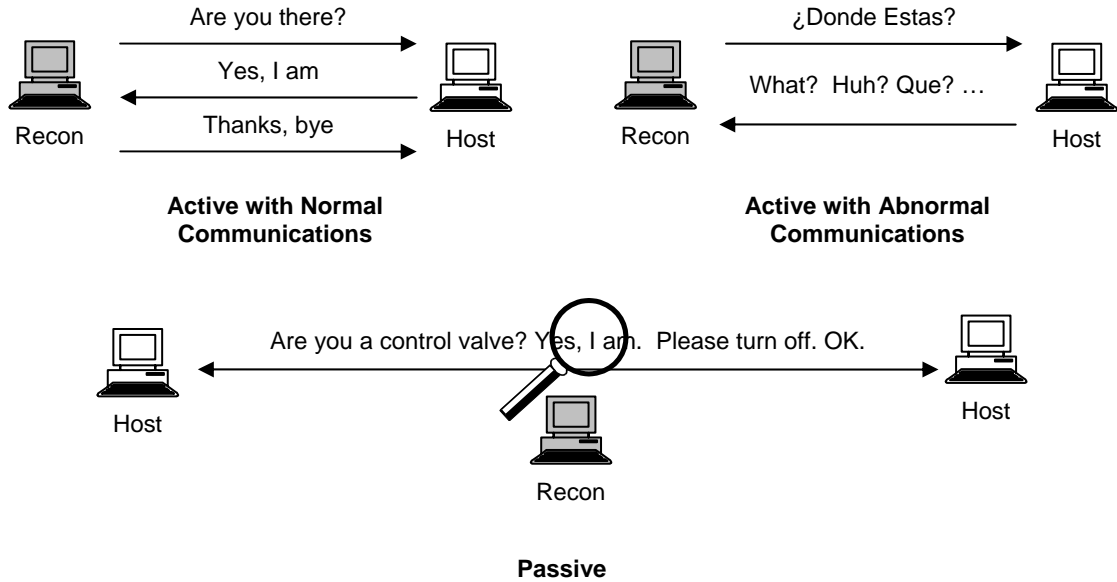 Are you there?
Yes, I am
Thanks, bye
Recon
Host
Active with Normal
Communications
¿Donde Estas?
What? Huh? Que? …
Recon
Host
Active with Abnormal
Communications
Are you a control valve? Yes, I am. Please turn off. OK.
Host
Host
Recon
Passive